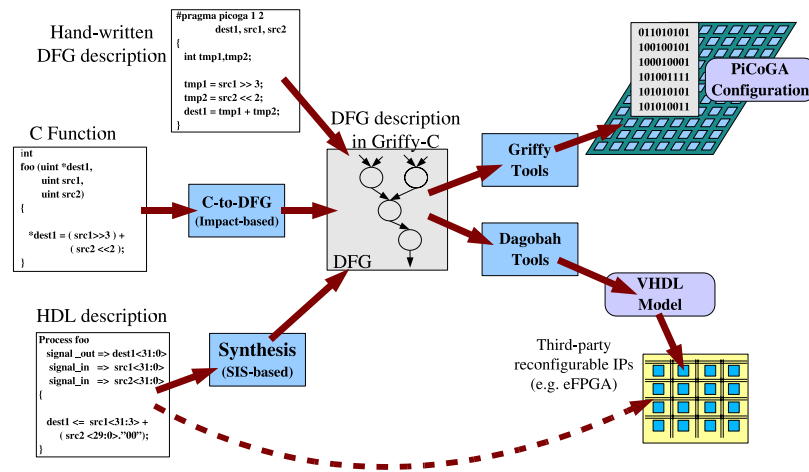 Hand-written
DFG description
#pragma picoga 1 2
dest1, src1, src2
{
int tmp1,tmp2;
tmp1 = src1 >> 3;
tmp2 = src2 << 2;
dest1 = tmp1 + tmp2;
}
C Function
int
foo (uint *dest1,
uint src1,
uint src2)
{
*dest1 = ( src1>>3 ) +
( src2 <<2 );
}
C-to-DFG
(Impact-based)
HDL description
Process foo
signal _out => dest1<31:0>
signal_in => src1<31:0>
signal_in => src2<31:0>
{
dest1 <= src1<31:3> +
( src2 <29:0>."00");
}
Synthesis
(SIS-based)
DFG description
in Griffy-C
DFG
Griffy
Tools
Dagobah
Tools
011010101
100100101
100010001
101001111
101010101
101010011
PiCoGA
Configuration
VHDL
Model
Third-party
reconfigurable IPs
(e.g. eFPGA)